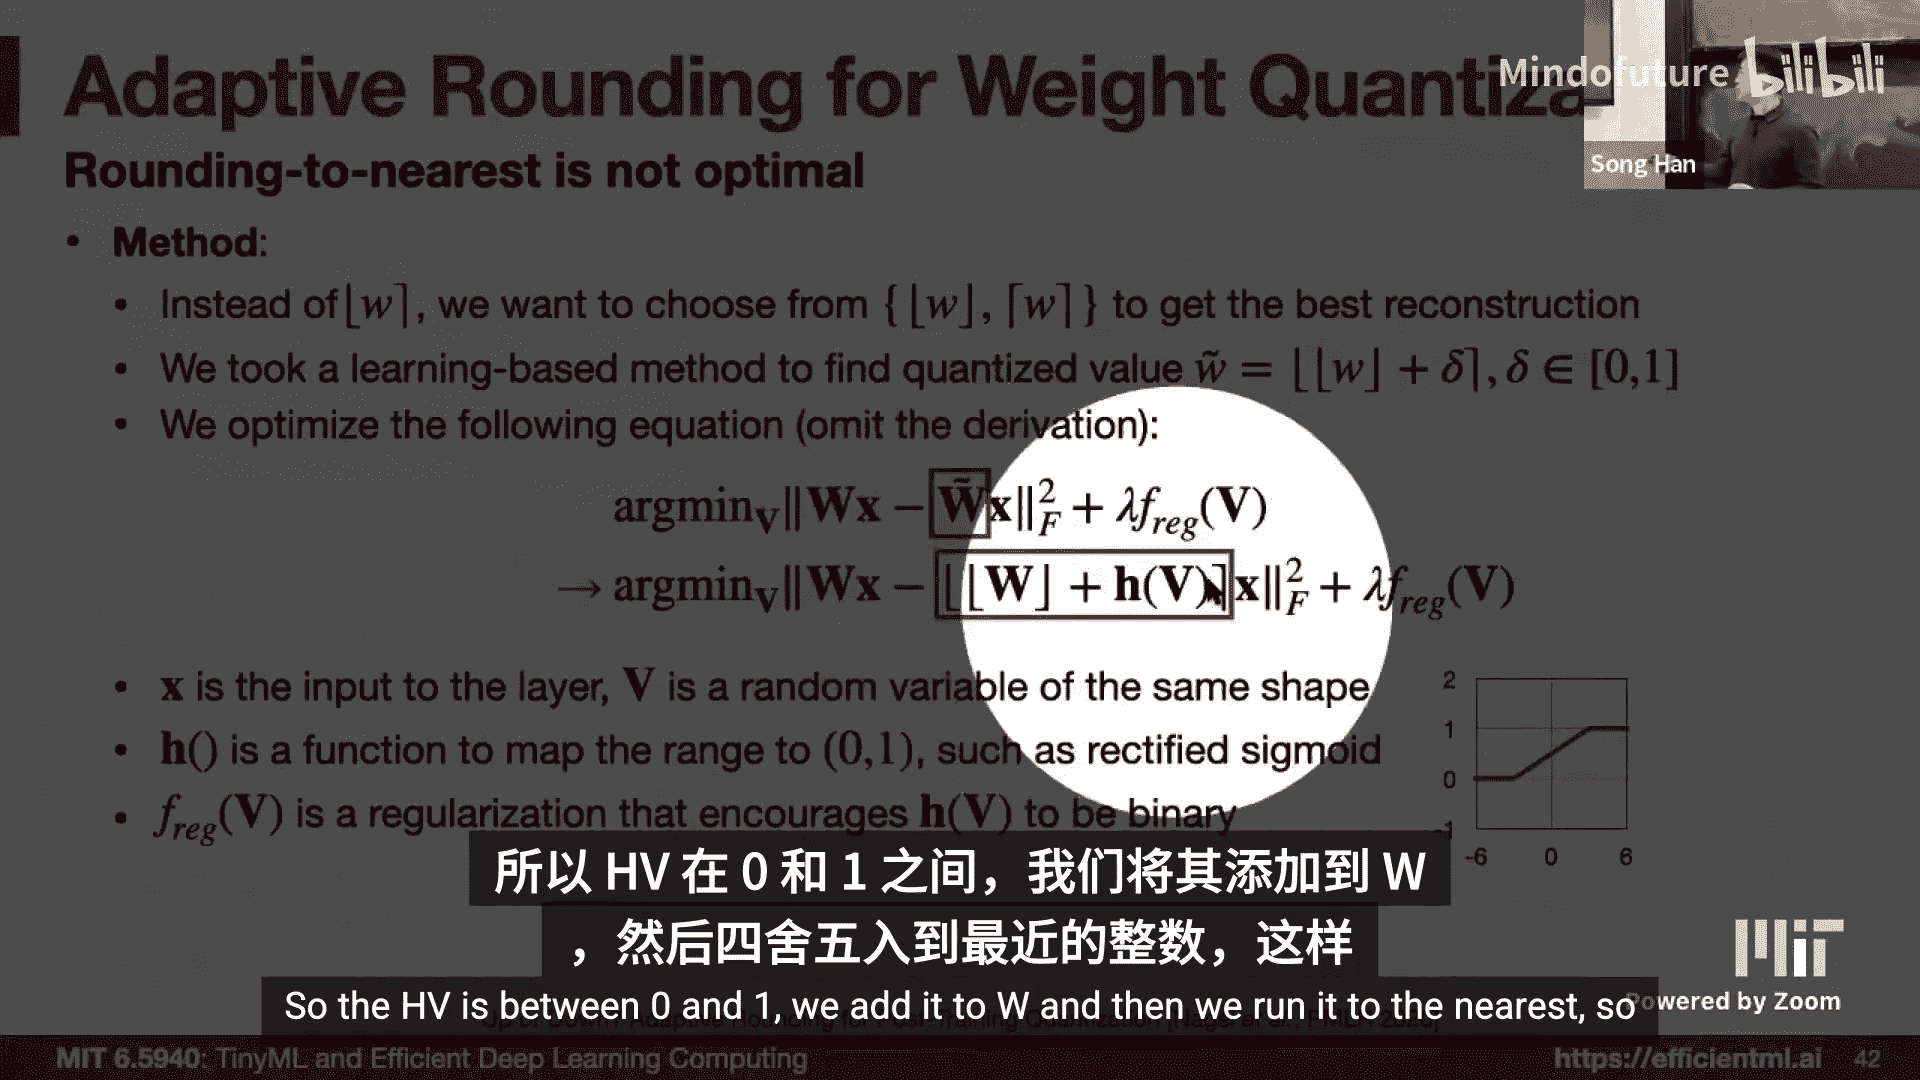 Adaptive Rounding for Weight Quantiza
Mindofuture bilibili
Song Han
Rounding-to-nearest is not optimal
• Method:
• Instead of ⌊w⌉, we want to choose from {⌊w⌋, ⌈w⌉} to get the best reconstruction
• We took a learning-based method to find quantized value w̃ = ⌊⌊w⌋ + δ⌉, δ ∈ [0,1]
• We optimize the following equation (omit the derivation):
argmin_V ||Wx − W̃x||²_F + λf_reg(V)
→ argmin_V ||Wx − ⌊⌊W⌋ + h(V)⌉x||²_F + λf_reg(V)
• x is the input to the layer, V is a random variable of the same shape
• h() is a function to map the range to (0,1), such as rectified sigmoid
• f_reg(V) is a regularization that encourages h(V) to be binary
2
1
0
-1
-6 0 6
所以 HV 在 0 和 1 之间，我们将其添加到 W
，然后四舍五入到最近的整数，这样
So the HV is between 0 and 1, we add it to W and then we run it to the nearest, so
MiT
Powered by Zoom
MIT 6.5940: TinyML and Efficient Deep Learning Computing
https://efficientml.ai
42